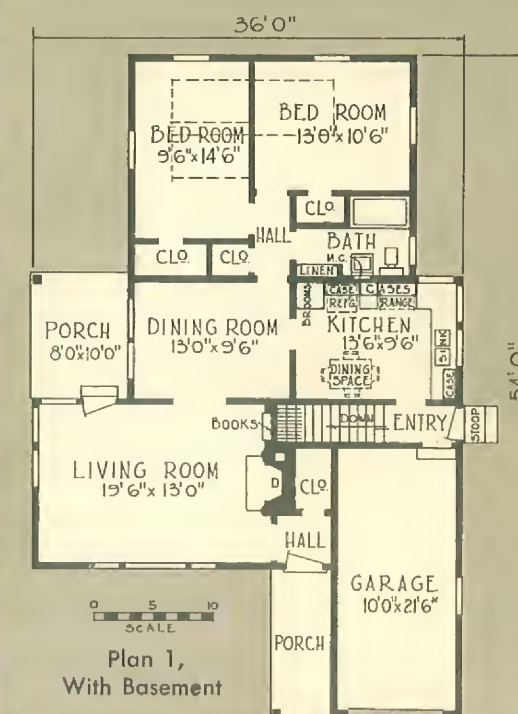 36'0"
BED ROOM
9'6"x14'6"
BED ROOM
13'0"x10'6"
CLO.
HALL
BATH
M.C.
CLO.
CLO.
LINEN
BROOMS
CASE
REFG.
C
CASES
RANGE
PORCH
8'0"x10'0"
DINING ROOM
13'0"x9'6"
KITCHEN
13'6"x9'6"
DINING
SPACE
SINK
CASE
54'0"
BOOKS
DOWN
ENTRY
STOOP
LIVING ROOM
19'6"x13'0"
D
CLO.
HALL
GARAGE
10'0"x21'6"
PORCH
0 5 10
SCALE
Plan 1,
With Basement